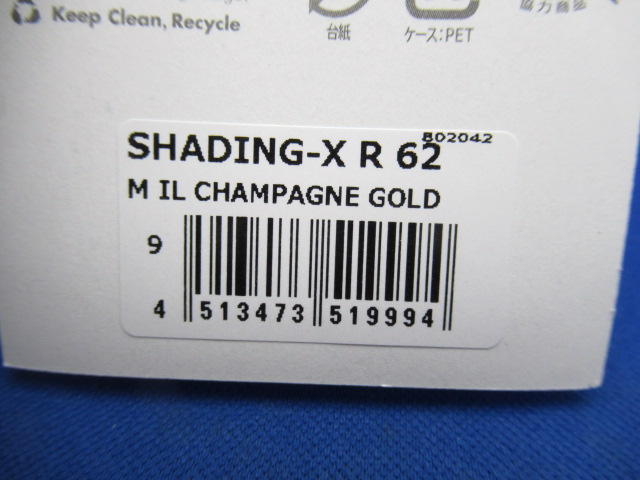 Keep Clean, Recycle
台紙
ケース:PET
802042
SHADING-X R 62
M IL CHAMPAGNE GOLD
9
4 513473 519994